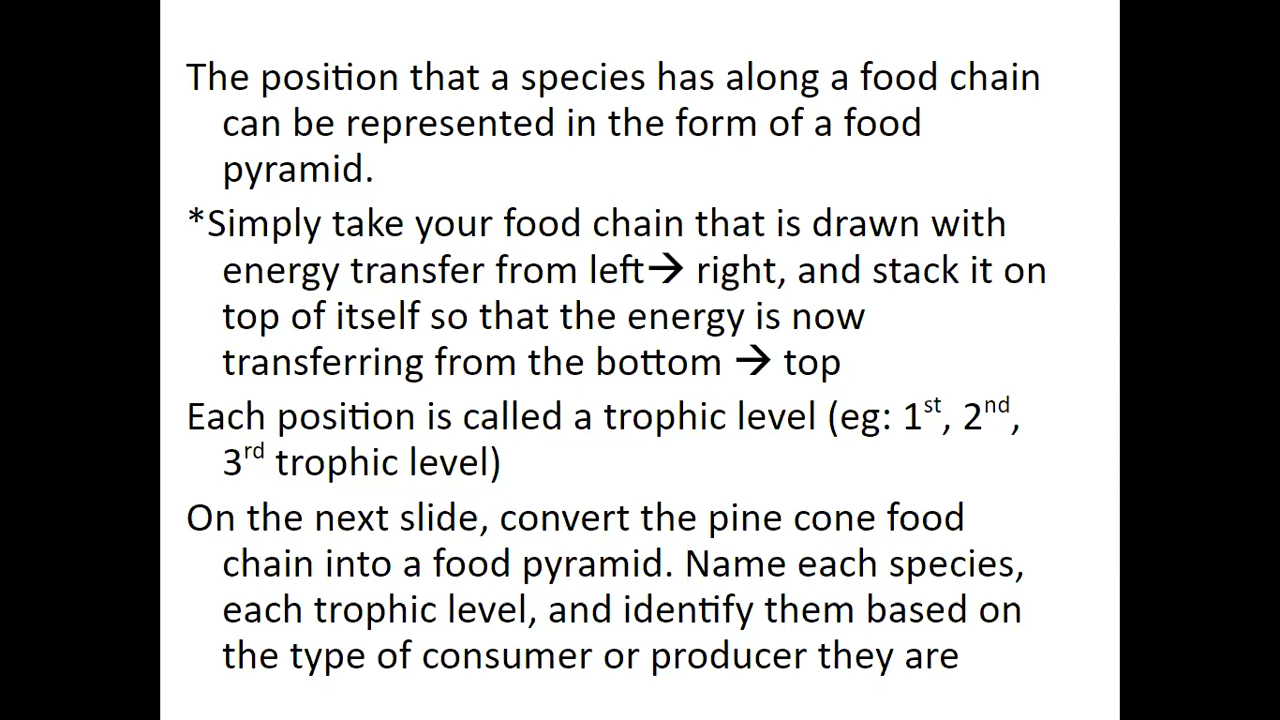 The position that a species has along a food chain
can be represented in the form of a food
pyramid.
*Simply take your food chain that is drawn with
energy transfer from left→ right, and stack it on
top of itself so that the energy is now
transferring from the bottom → top
Each position is called a trophic level (eg: 1st, 2nd,
3rd trophic level)
On the next slide, convert the pine cone food
chain into a food pyramid. Name each species,
each trophic level, and identify them based on
the type of consumer or producer they are